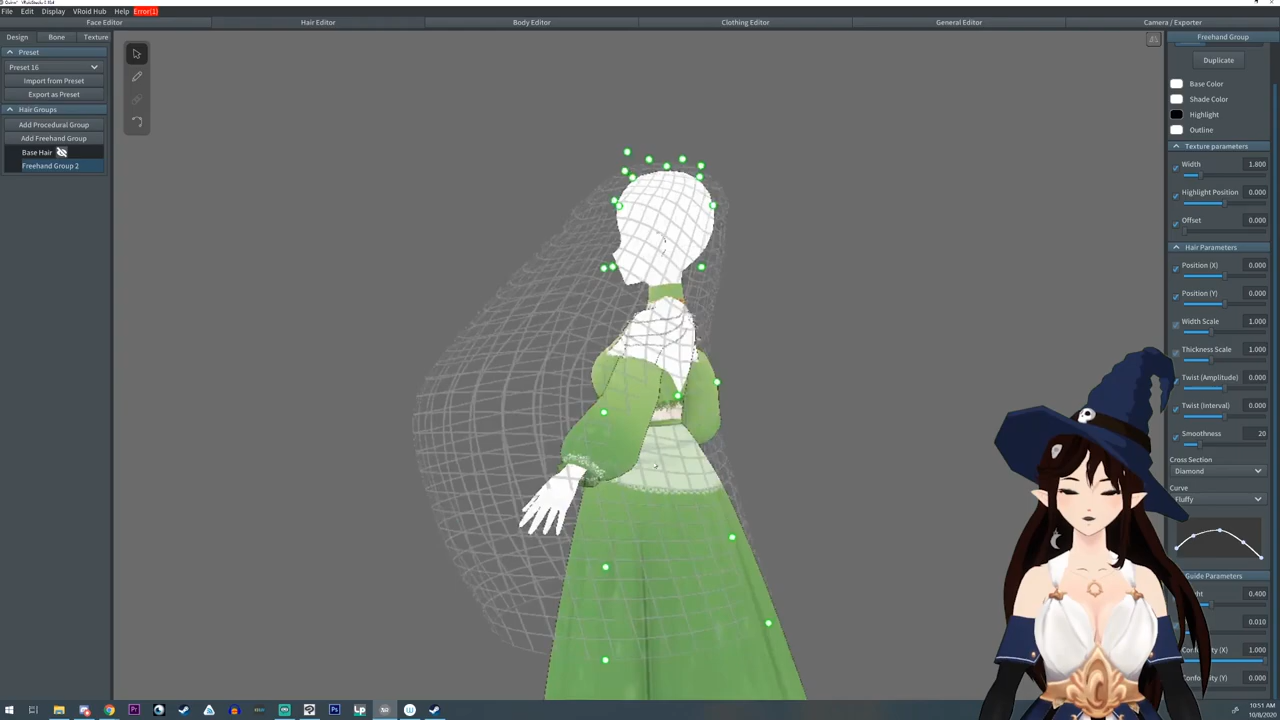 File Edit Display VRoid Hub Help Error(1)
Face Editor Hair Editor Body Editor Clothing Editor General Editor Camera / Exporter
Design Bone Texture
Preset
Preset 16
Import from Preset
Export as Preset
Hair Groups
Add Procedural Group
Add Freehand Group
Base Hair
Freehand Group 2
Freehand Group
Duplicate
Base Color
Shade Color
Highlight
Outline
Texture parameters
Width 1.800
Highlight Position 0.000
Offset 0.000
Hair Parameters
Position (X) 0.000
Position (Y) 0.000
Width Scale 1.000
Thickness Scale 1.000
Twist (Amplitude) 0.000
Twist (Interval) 0.000
Smoothness 20
Cross Section
Diamond
Curve
Fluffy
Guide Parameters
0.400
0.010
1.000
0.000
10:51 AM
10/8/2020